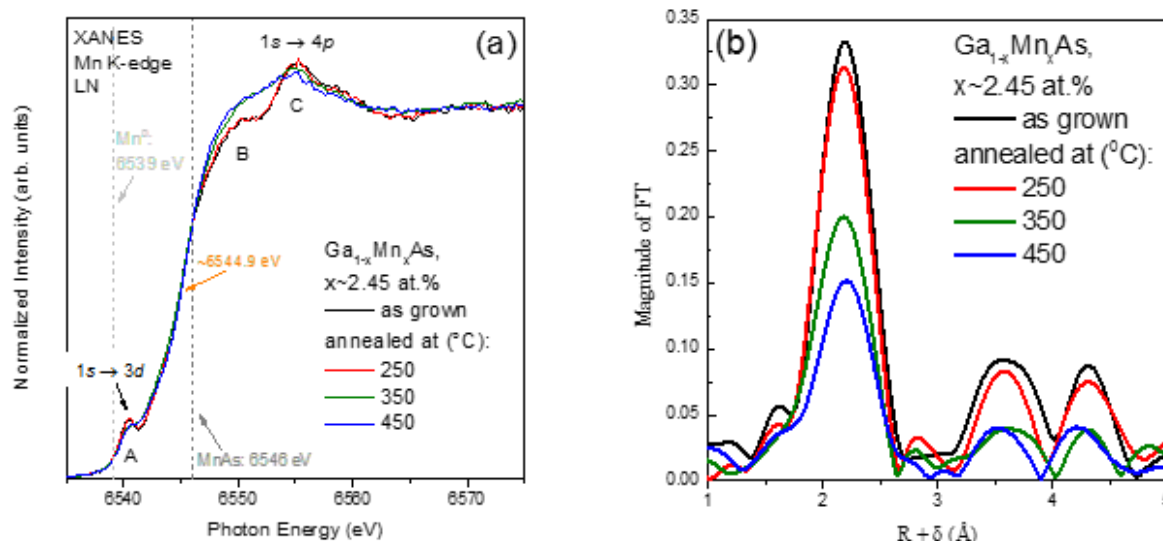 XANES
Mn K-edge
LN
1s → 4p
(a)
Mn⁰:
6539 eV
C
B
~6544.9 eV
Ga₁₋ₓMnₓAs,
x~2.45 at.%
as grown
annealed at (°C):
250
350
450
1s → 3d
A
MnAs: 6546 eV
Normalized Intensity (arb. units)
6540
6550
6560
6570
Photon Energy (eV)
(b)
Ga₁₋ₓMnₓAs,
x~2.45 at.%
as grown
annealed at (⁰C):
250
350
450
Magnitude of FT
0.35
0.30
0.25
0.20
0.15
0.10
0.05
0.00
1
2
3
4
5
R + δ (Å)